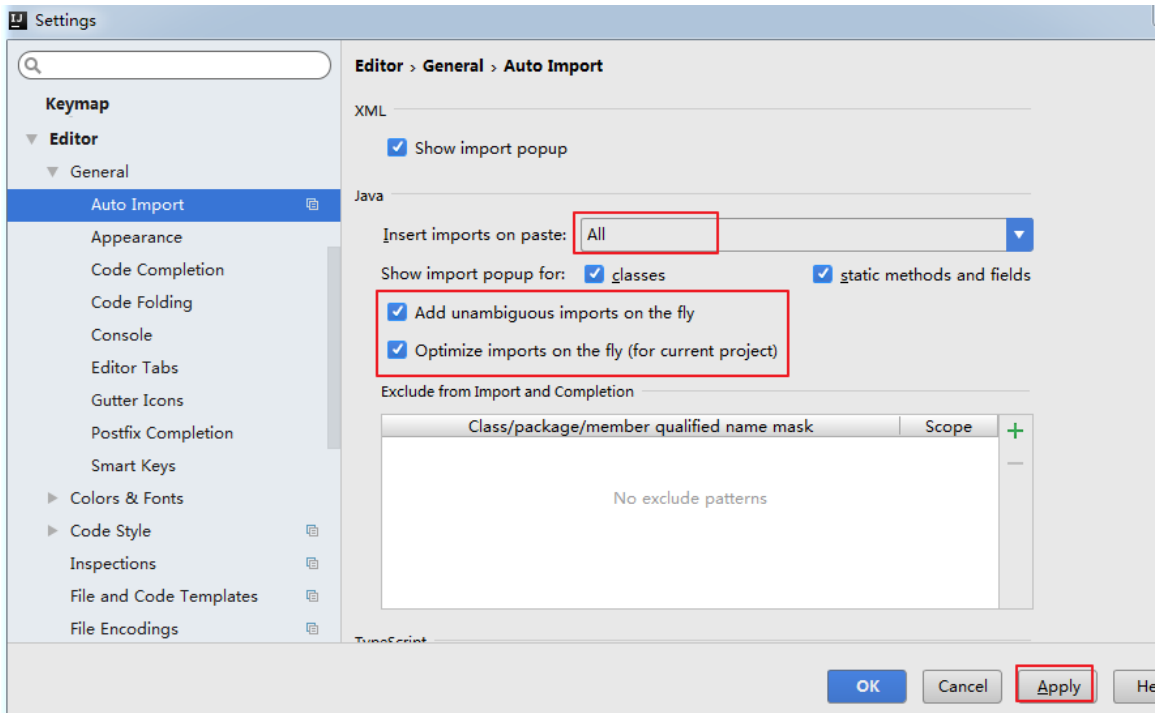 Settings
Editor › General › Auto Import
Keymap
XML
Editor
Show import popup
General
Java
Auto Import
Appearance
Insert imports on paste: All
Code Completion
Show import popup for: classes static methods and fields
Code Folding
Add unambiguous imports on the fly
Console
Optimize imports on the fly (for current project)
Editor Tabs
Exclude from Import and Completion
Gutter Icons
Class/package/member qualified name mask Scope
Postfix Completion
Smart Keys
No exclude patterns
Colors & Fonts
Code Style
Inspections
File and Code Templates
File Encodings
TypeScript
OK Cancel Apply He